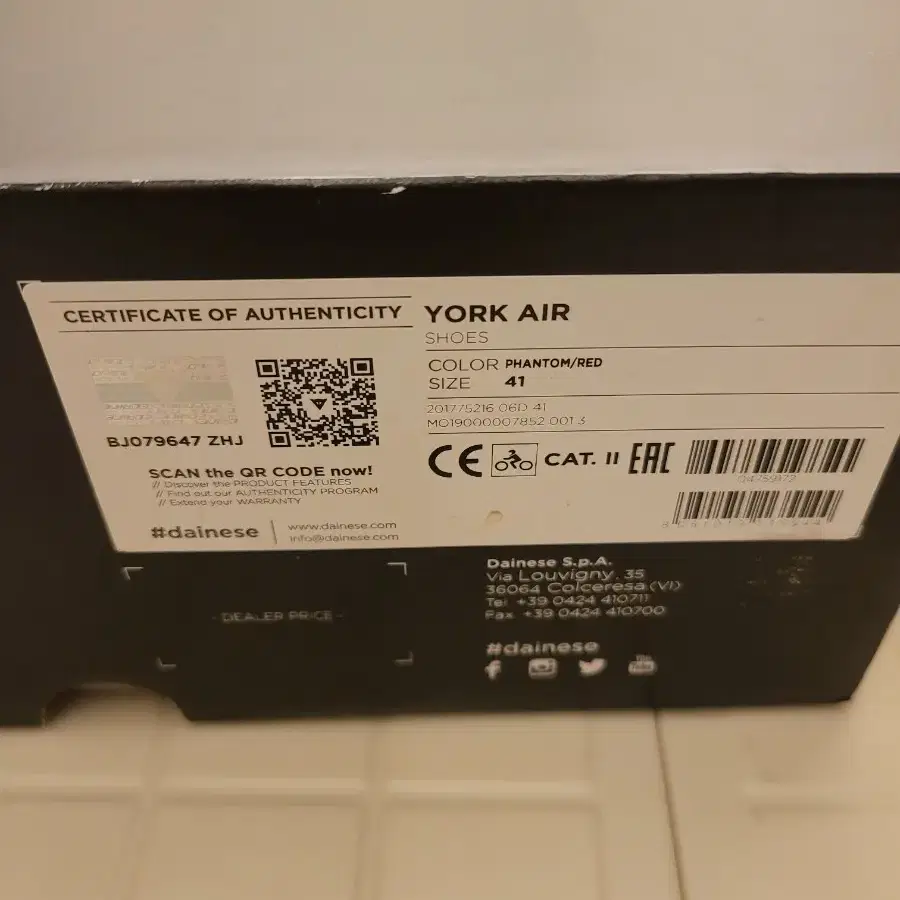 CERTIFICATE OF AUTHENTICITY
BJ079647 ZHJ
SCAN the QR CODE now!
// Discover the PRODUCT FEATURES
// Find out our AUTHENTICITY PROGRAM
// Extend your WARRANTY
#dainese
www.dainese.com
info@dainese.com
YORK AIR
SHOES
COLOR PHANTOM/RED
SIZE 41
201775216 06D 41
MO19000007852 001 3
CE CAT. II EAC
- DEALER PRICE -
Dainese S.p.A.
Via Louvigny, 35
36064 Colceresa (VI)
Tel +39 0424 410711
Fax +39 0424 410700
#dainese